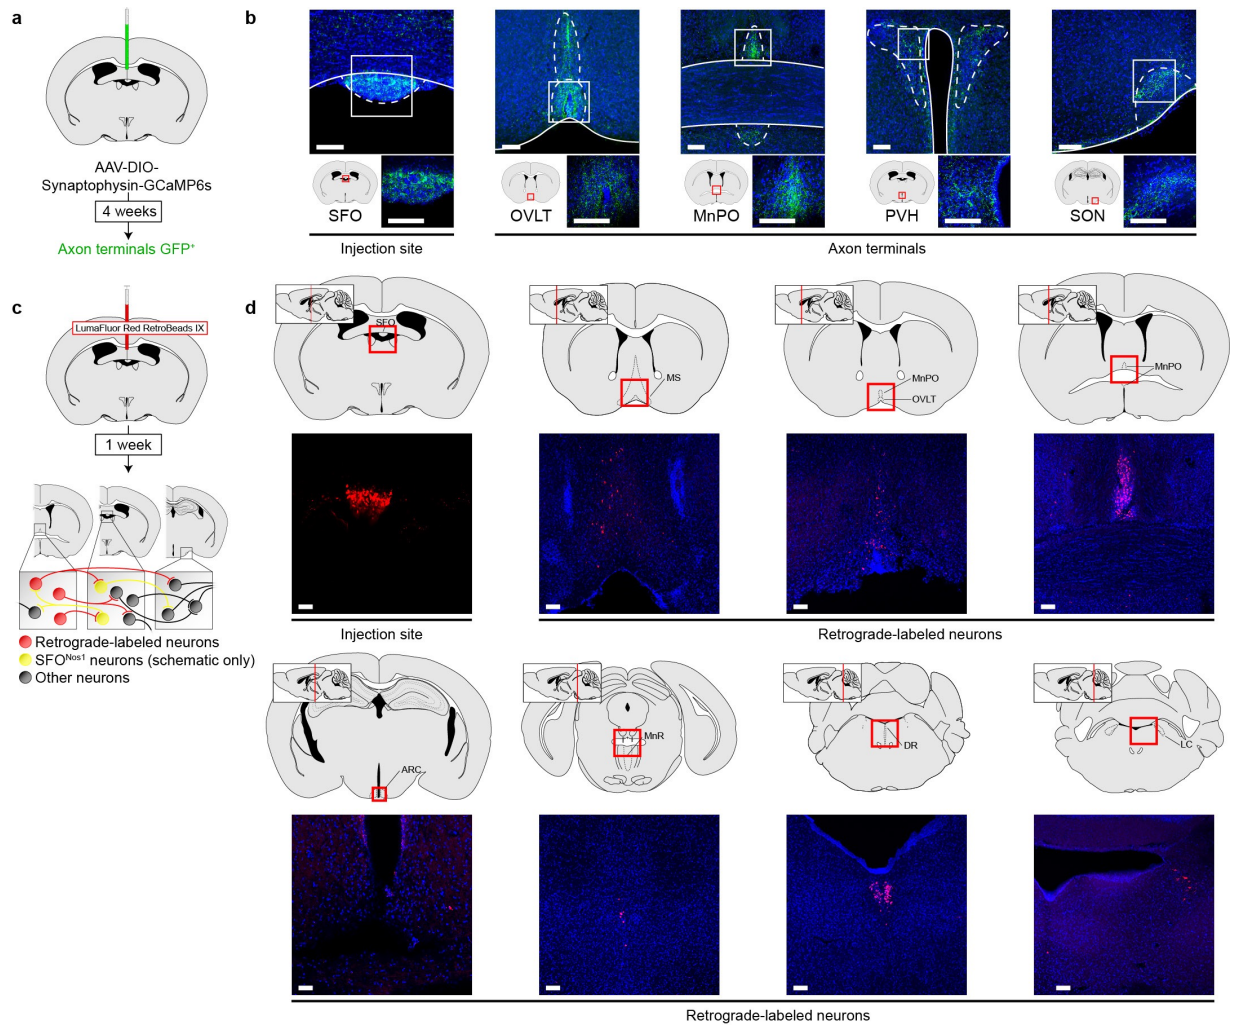 a
AAV-DIO-
Synaptophysin-GCaMP6s
4 weeks
Axon terminals GFP⁺
b
SFO
OVLT
MnPO
PVH
SON
Injection site
Axon terminals
c
LumaFluor Red RetroBeads IX
1 week
Retrograde-labeled neurons
SFO^Nos1 neurons (schematic only)
Other neurons
d
SFO
MS
MnPO
OVLT
MnPO
Injection site
Retrograde-labeled neurons
ARC
MnR
DR
LC
Retrograde-labeled neurons